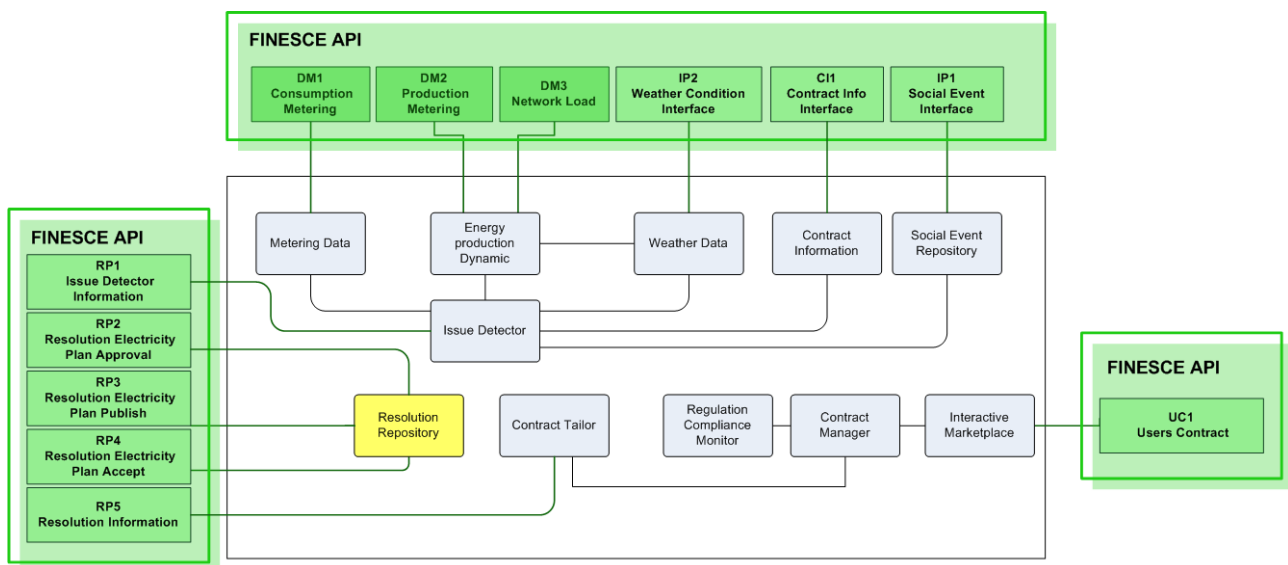 FINESCE API
DM1
Consumption
Metering
DM2
Production
Metering
DM3
Network Load
IP2
Weather Condition
Interface
CI1
Contract Info
Interface
IP1
Social Event
Interface
FINESCE API
RP1
Issue Detector
Information
RP2
Resolution Electricity
Plan Approval
RP3
Resolution Electricity
Plan Publish
RP4
Resolution Electricity
Plan Accept
RP5
Resolution Information
Metering Data
Energy
production
Dynamic
Weather Data
Contract
Information
Social Event
Repository
Issue Detector
Resolution
Repository
Contract Tailor
Regulation
Compliance
Monitor
Contract
Manager
Interactive
Marketplace
FINESCE API
UC1
Users Contract